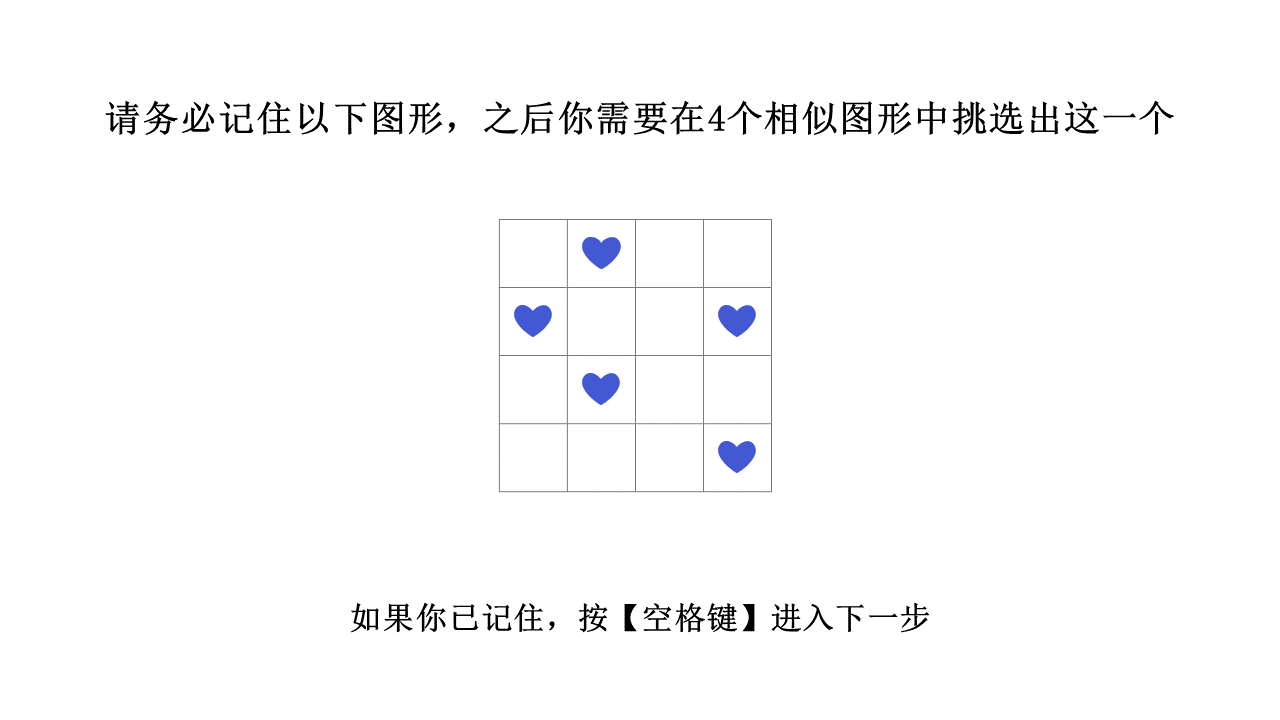 请务必记住以下图形，之后你需要在4个相似图形中挑选出这一个
如果你已记住，按【空格键】进入下一步